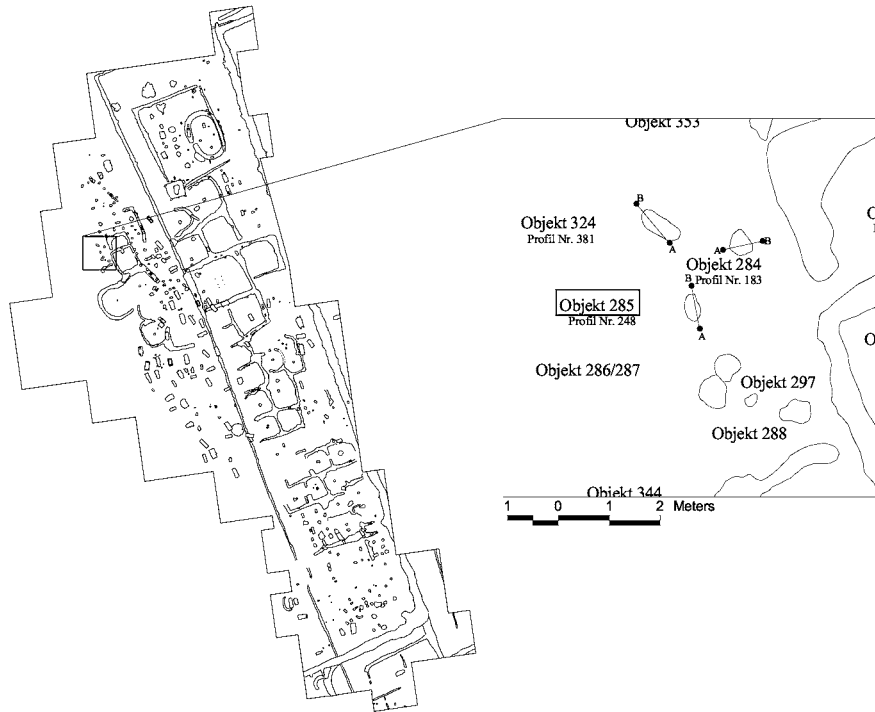 Objekt 353
B
Objekt 324
Profil Nr. 381
A
A
B
Objekt 284
Profil Nr. 183
B
Objekt 285
Profil Nr. 248
A
Objekt 286/287
Objekt 297
Objekt 288
Objekt 344
1 0 1 2 Meters